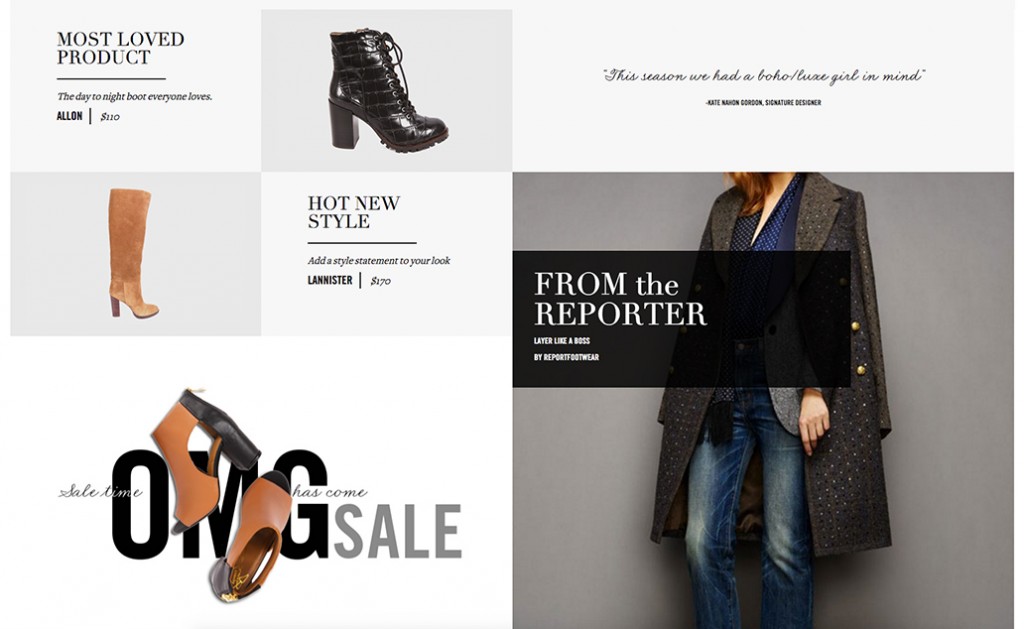 MOST LOVED
PRODUCT
The day to night boot everyone loves.
ALLON | $110
"This season we had a boho/luxe girl in mind"
-KATE NAHON GORDON, SIGNATURE DESIGNER
HOT NEW
STYLE
Add a style statement to your look
LANNISTER | $170
FROM the
REPORTER
LAYER LIKE A BOSS
BY REPORTFOOTWEAR
Sale time has come
OMG SALE